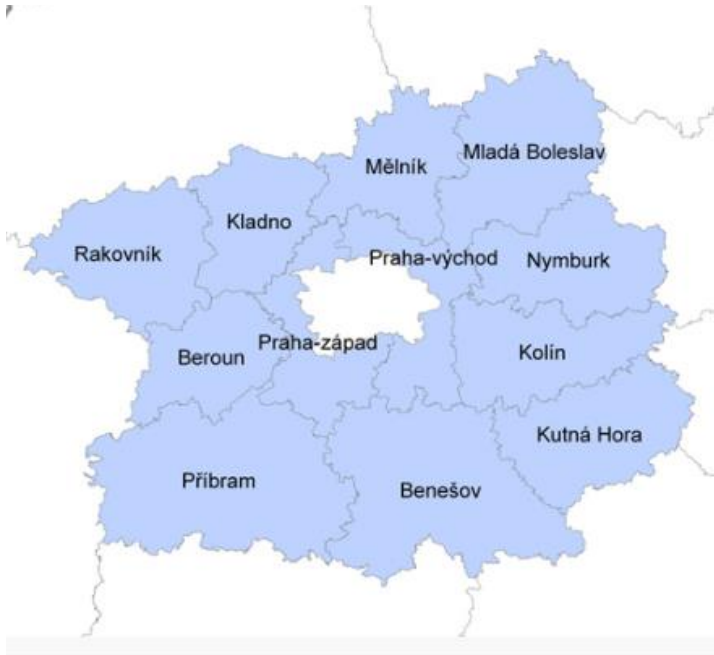 Mladá Boleslav
Mělník
Kladno
Rakovník
Praha-východ
Nymburk
Praha-západ
Beroun
Kolín
Kutná Hora
Příbram
Benešov